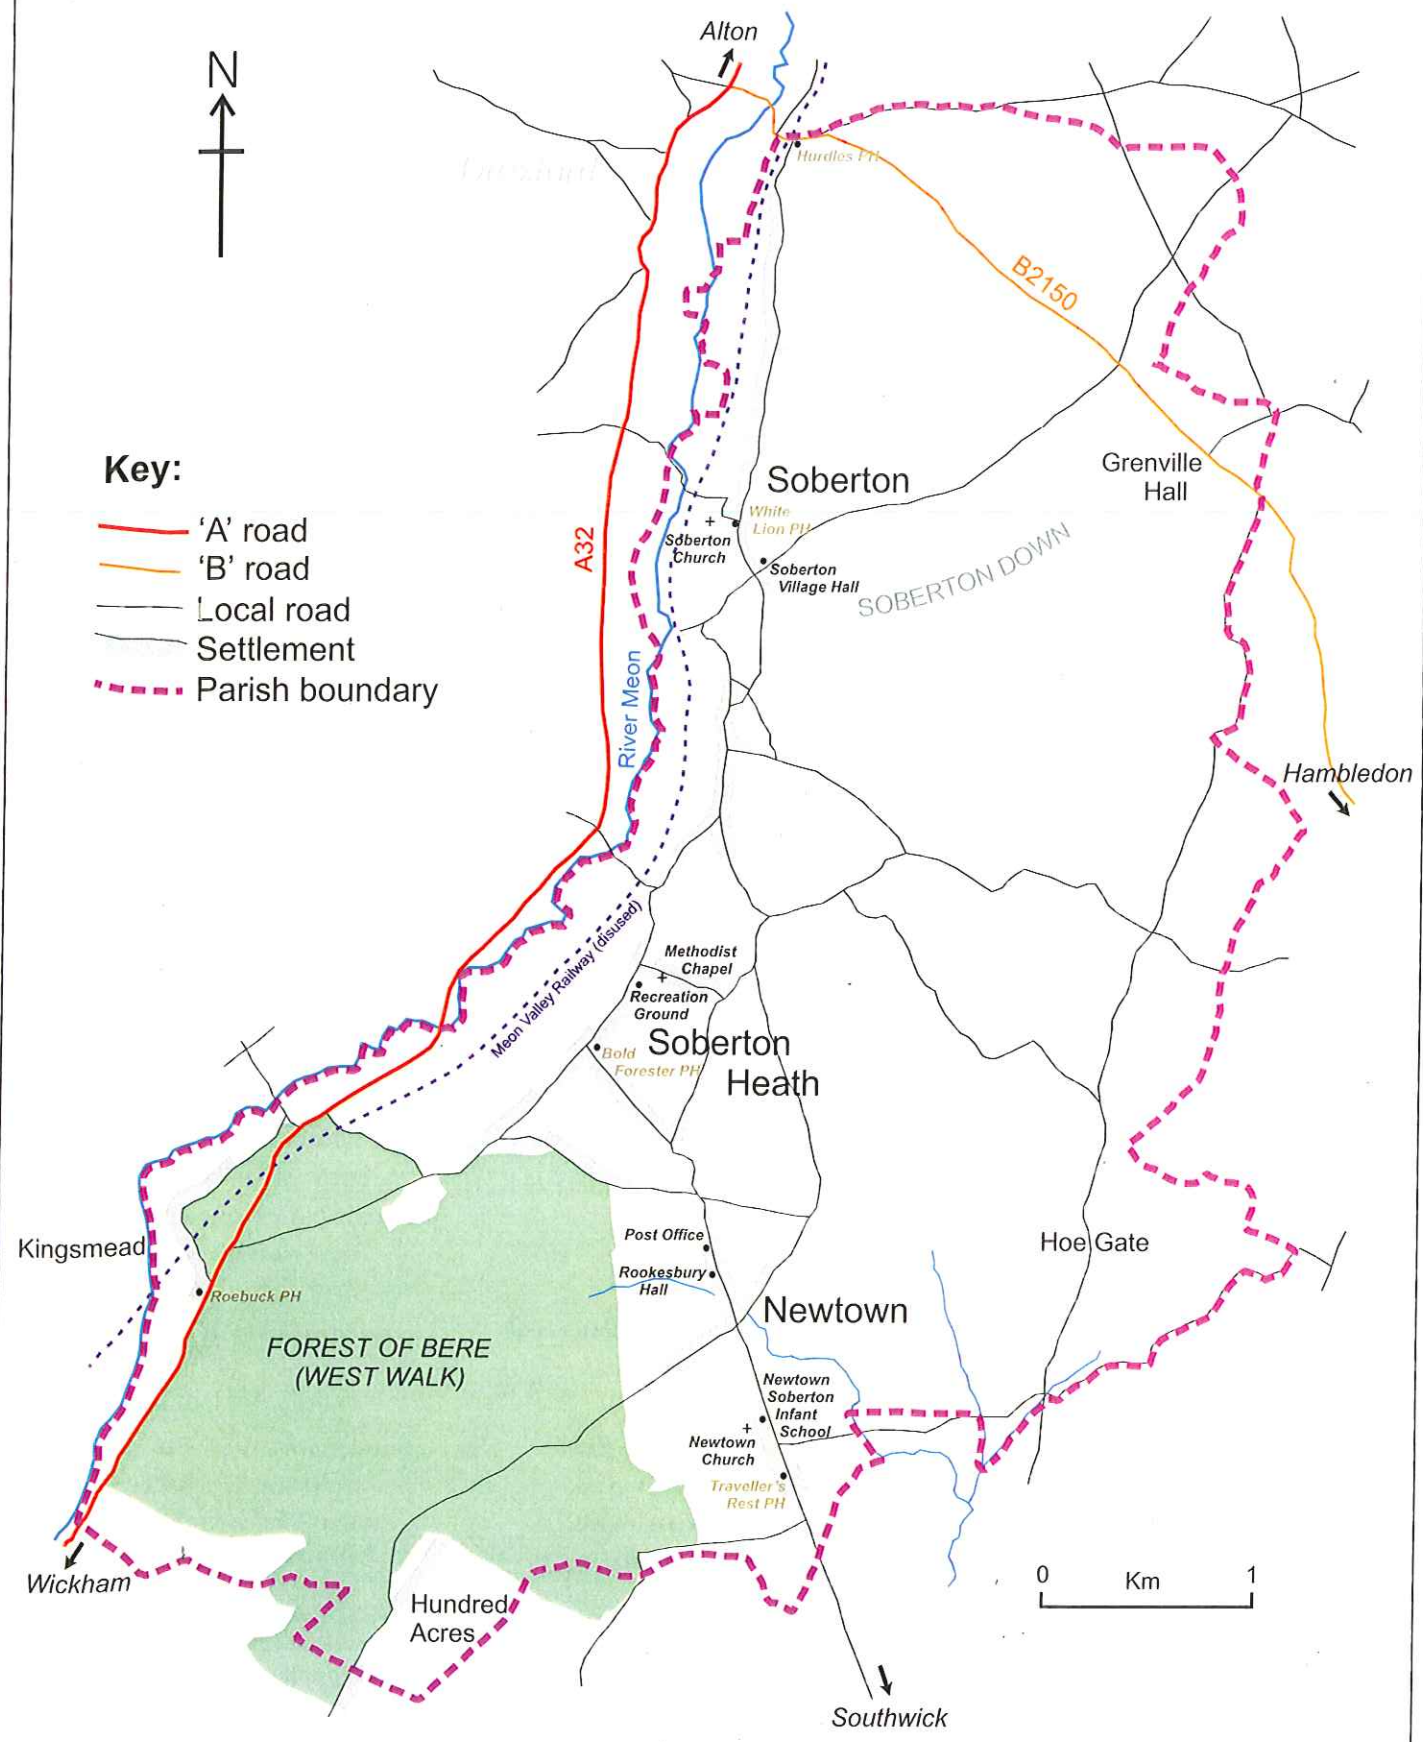 Alton
N
Hurdles PH
B2150
Key:
'A' road
'B' road
Local road
Settlement
Parish boundary
A32
River Meon
Soberton
White
Lion PH
Soberton
Church
Soberton
Village Hall
SOBERTON DOWN
Grenville
Hall
Hambledon
Meon Valley Railway (disused)
Methodist
Chapel
Recreation
Ground
Soberton
Heath
Bold
Forester PH
Kingsmead
Roebuck PH
FOREST OF BERE
(WEST WALK)
Post Office
Rookesbury
Hall
Newtown
Hoe Gate
Newtown
Soberton
Infant
School
Newtown
Church
Traveller's
Rest PH
Wickham
Hundred
Acres
0 Km 1
Southwick